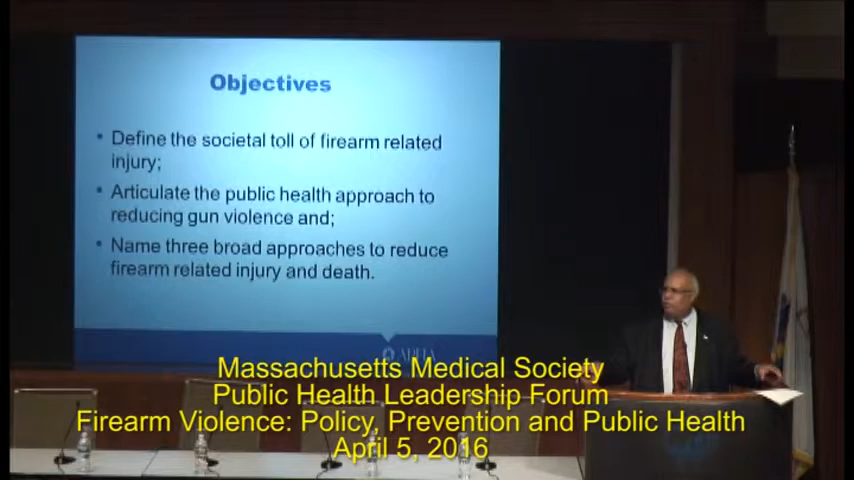 Objectives
• Define the societal toll of firearm related
injury;
• Articulate the public health approach to
reducing gun violence and;
• Name three broad approaches to reduce
firearm related injury and death.
APHA
Massachusetts Medical Society
Public Health Leadership Forum
Firearm Violence: Policy, Prevention and Public Health
April 5, 2016